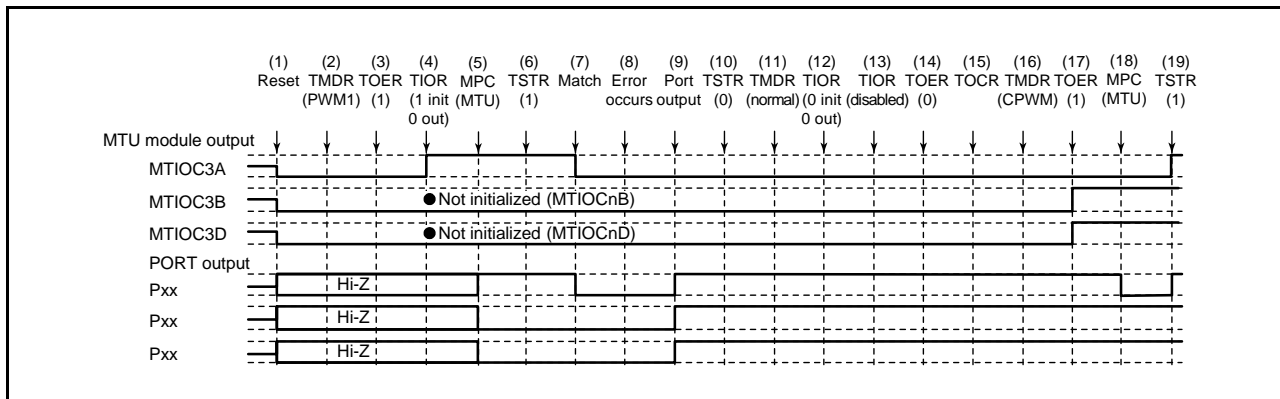 (1) (2) (3) (4) (5) (6) (7) (8) (9) (10) (11) (12) (13) (14) (15) (16) (17) (18) (19)
Reset TMDR TOER TIOR MPC TSTR Match Error Port TSTR TMDR TIOR TIOR TOER TOCR TMDR TOER MPC TSTR
(PWM1) (1) (1 init (MTU) (1) occurs output (0) (normal) (0 init (disabled) (0) (CPWM) (1) (MTU) (1)
0 out) 0 out)
MTU module output
MTIOC3A
MTIOC3B ●Not initialized (MTIOCnB)
MTIOC3D ●Not initialized (MTIOCnD)
PORT output
Pxx Hi-Z
Pxx Hi-Z
Pxx Hi-Z